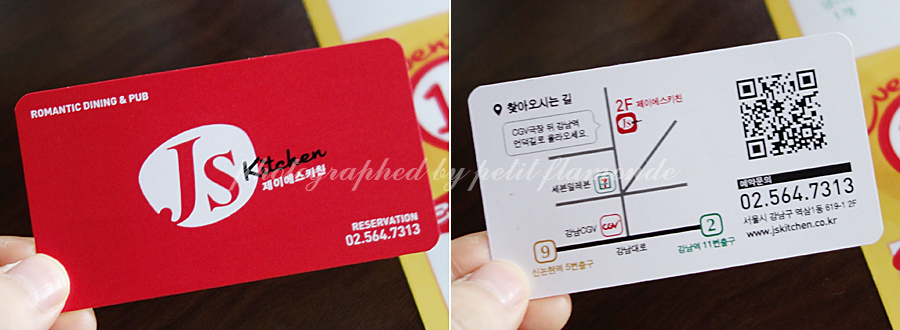 ROMANTIC DINING & PUB
Js
Kitchen
제이에스키친
RESERVATION
02.564.7313
photographed by petit flamende
찾아오시는 길
2F 제이에스키친
Js
CGV극장 뒤 강남역
언덕길로 올라오세요.
세븐일레븐
7
강남CGV
CGV
강남대로
9
신논현역 5번출구
2
강남역 11번출구
예약문의
02.564.7313
서울시 강남구 역삼1동 619-1 2F
www.jskitchen.co.kr